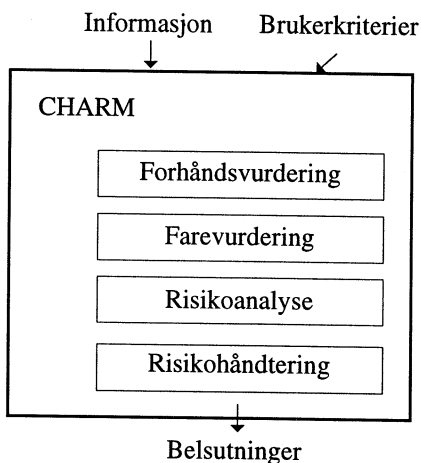 Informasjon Brukerkriterier
CHARM
Forhåndsvurdering
Farevurdering
Risikoanalyse
Risikohåndtering
Belsutninger